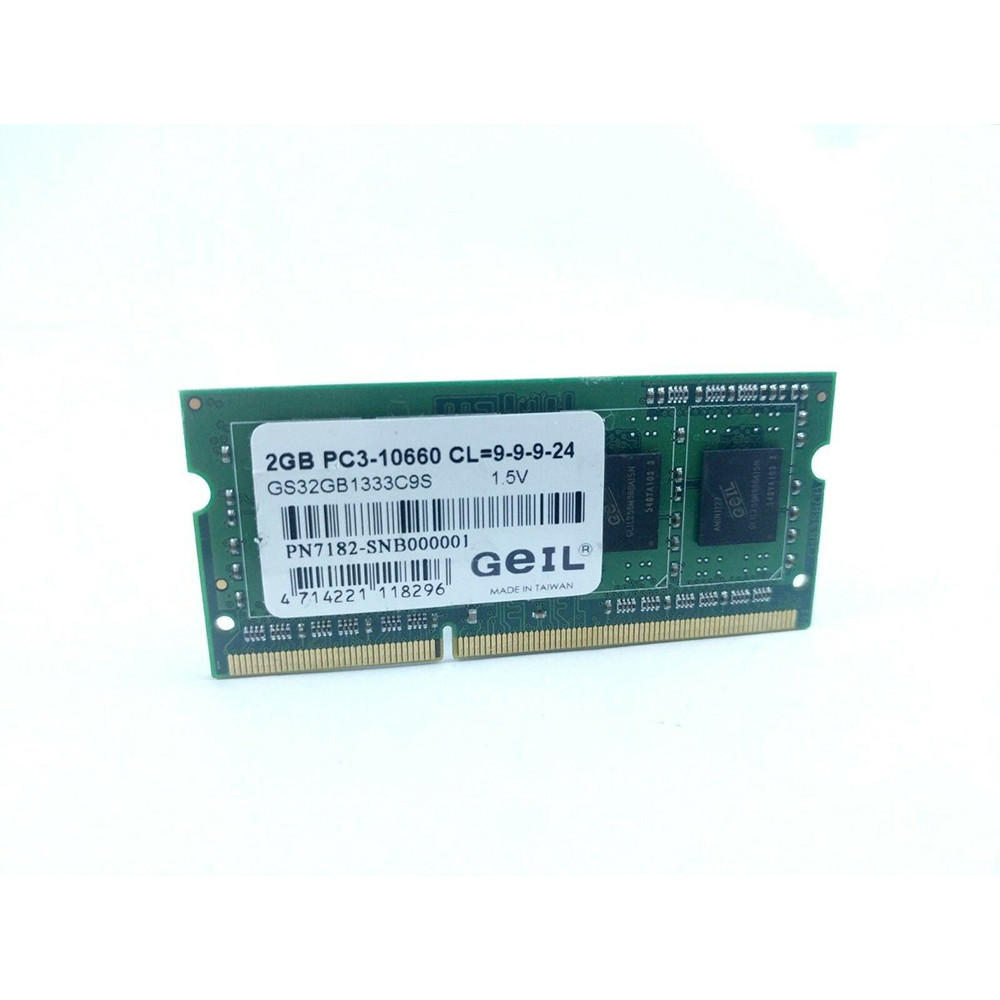 2GB PC3-10660 CL=9-9-9-24
GS32GB1333C9S 1.5V
PN7182-SNB000001
GeIL®
MADE IN TAIWAN
4 714221 118296
GeIL